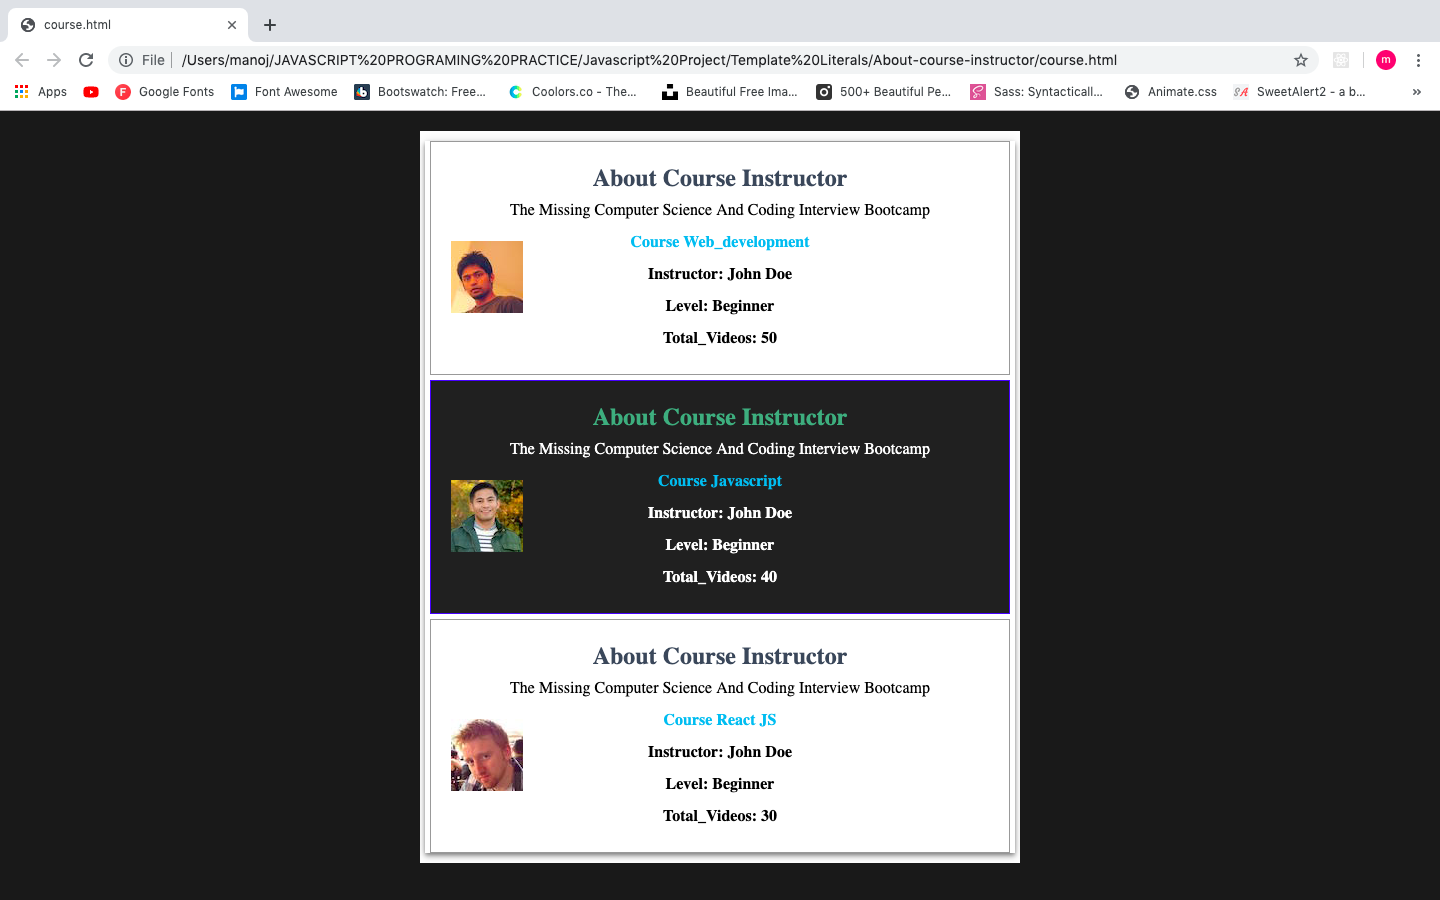 course.html
File
/Users/manoj/JAVASCRIPT%20PROGRAMING%20PRACTICE/Javascript%20Project/Template%20Literals/About-course-instructor/course.html
m
Apps
F
Google Fonts
Font Awesome
b
Bootswatch: Free...
Coolors.co - The...
Beautiful Free Ima...
500+ Beautiful Pe...
Sass: Syntacticall...
Animate.css
SA
SweetAlert2 - a b...
»
About Course Instructor
The Missing Computer Science And Coding Interview Bootcamp
Course Web_development
Instructor: John Doe
Level: Beginner
Total_Videos: 50
About Course Instructor
The Missing Computer Science And Coding Interview Bootcamp
Course Javascript
Instructor: John Doe
Level: Beginner
Total_Videos: 40
About Course Instructor
The Missing Computer Science And Coding Interview Bootcamp
Course React JS
Instructor: John Doe
Level: Beginner
Total_Videos: 30